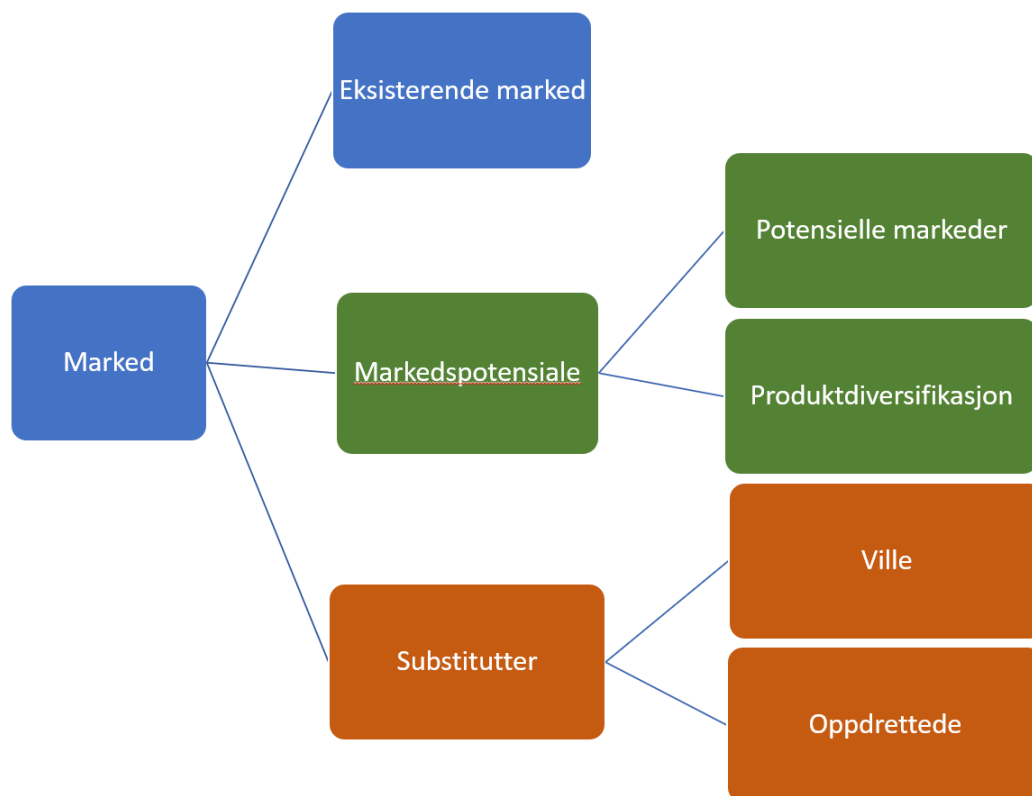 Marked
Eksisterende marked
Markedspotensiale
Potensielle markeder
Produktdiversifikasjon
Substitutter
Ville
Oppdrettede